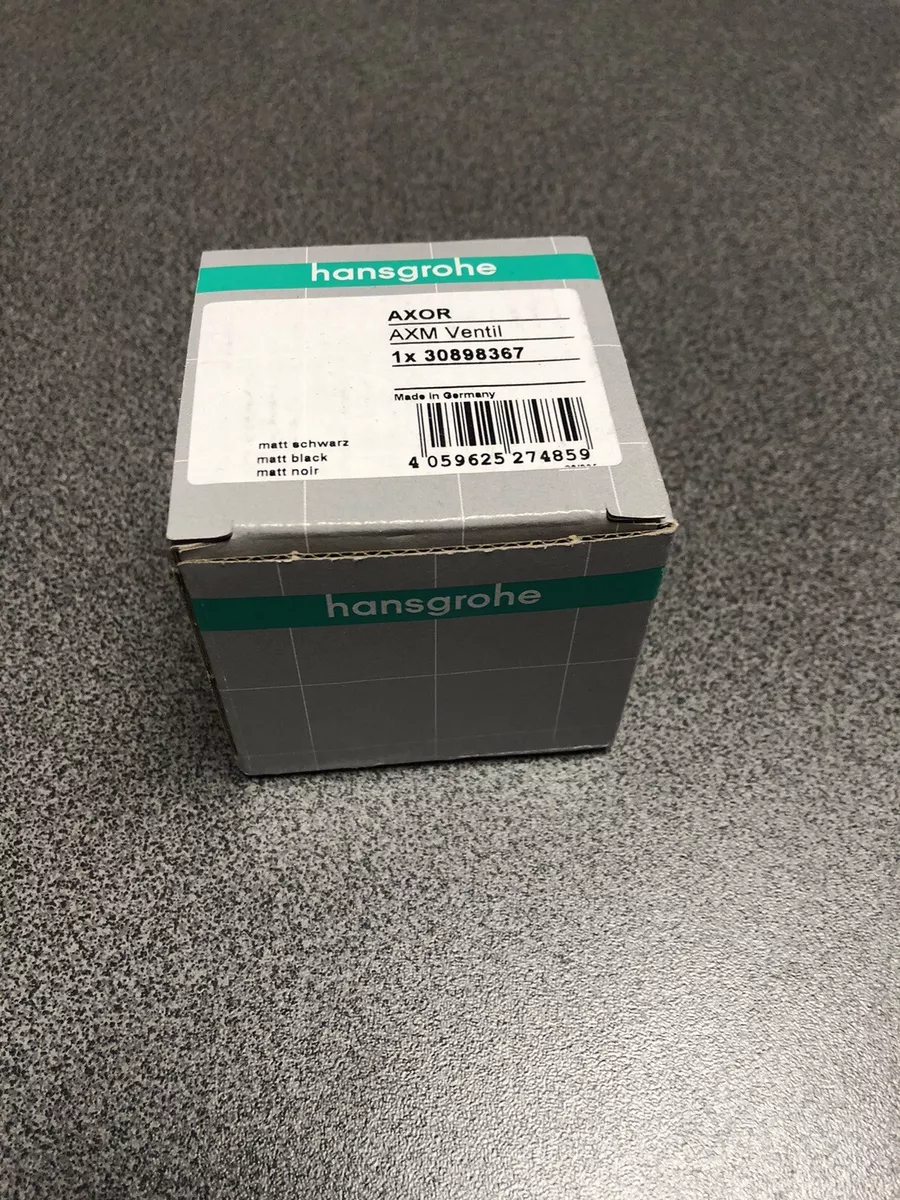 hansgrohe
AXOR
AXM Ventil
1x 30898367
Made in Germany
matt schwarz
matt black
matt noir
4 059625 274859
hansgrohe